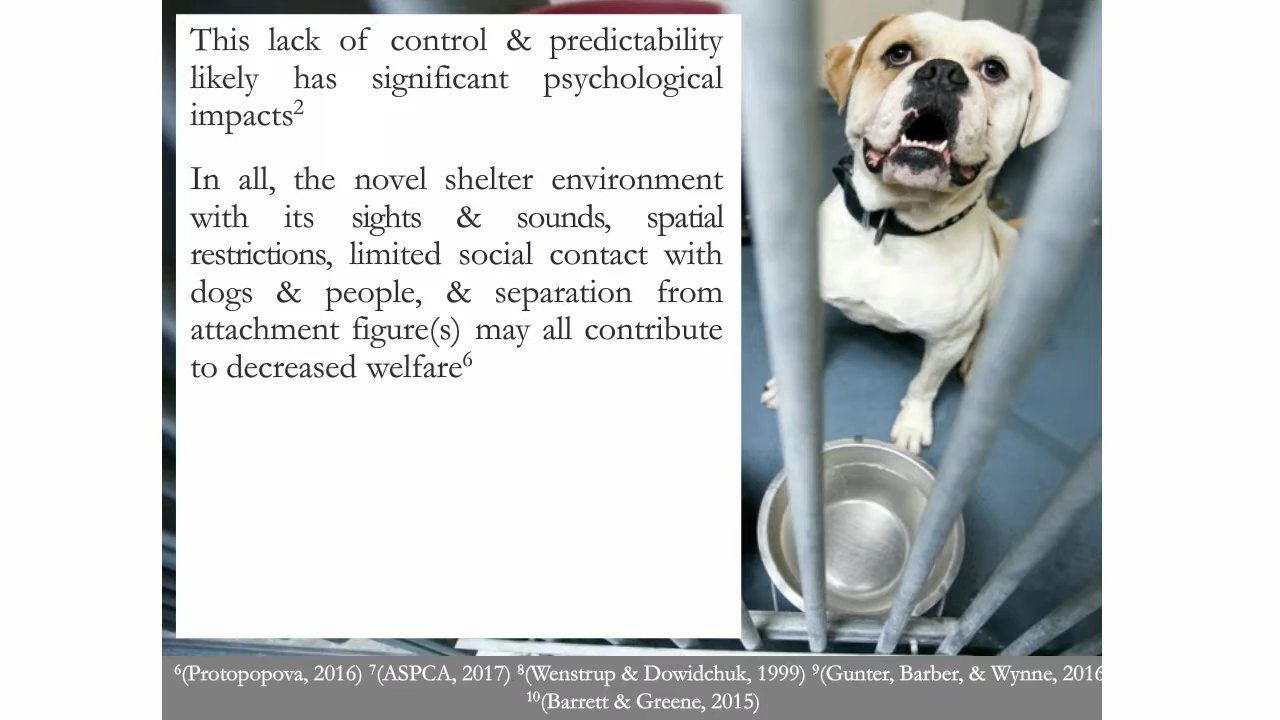 This lack of control & predictability
likely has significant psychological
impacts²
In all, the novel shelter environment
with its sights & sounds, spatial
restrictions, limited social contact with
dogs & people, & separation from
attachment figure(s) may all contribute
to decreased welfare⁶
⁶(Protopopova, 2016) ⁷(ASPCA, 2017) ⁸(Wenstrup & Dowidchuk, 1999) ⁹(Gunter, Barber, & Wynne, 2016
¹⁰(Barrett & Greene, 2015)